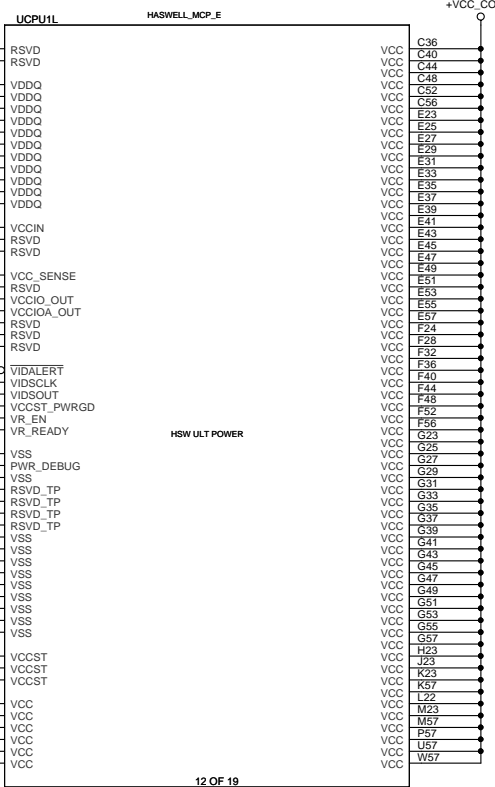 +VCC_CO
UCPU1L HASWELL_MCP_E
RSVD VCC C36
RSVD VCC C40
VCC C44
VDDQ VCC C48
VDDQ VCC C52
VDDQ VCC C56
VDDQ VCC E23
VDDQ VCC E25
VDDQ VCC E27
VDDQ VCC E29
VDDQ VCC E31
VDDQ VCC E33
VDDQ VCC E35
VDDQ VCC E37
VCC E39
VCCIN VCC E41
RSVD VCC E43
RSVD VCC E45
VCC E47
VCC_SENSE VCC E49
RSVD VCC E51
VCCIO_OUT VCC E53
VCCIOA_OUT VCC E55
RSVD VCC E57
RSVD VCC F24
RSVD VCC F28
VCC F32
VIDALERT VCC F36
VIDSCLK VCC F40
VIDSOUT VCC F44
VCCST_PWRGD VCC F48
VR_EN VCC F52
VR_READY HSW ULT POWER VCC F56
VCC G23
VSS VCC G25
PWR_DEBUG VCC G27
VSS VCC G29
RSVD_TP VCC G31
RSVD_TP VCC G33
RSVD_TP VCC G35
RSVD_TP VCC G37
VSS VCC G39
VSS VCC G41
VSS VCC G43
VSS VCC G45
VSS VCC G47
VSS VCC G49
VSS VCC G51
VSS VCC G53
VSS VCC G55
VCC G57
VCCST VCC H23
VCCST VCC J23
VCCST VCC K23
VCC K57
VCC VCC L22
VCC VCC M23
VCC VCC M57
VCC VCC P57
VCC VCC U57
VCC VCC W57
12 OF 19